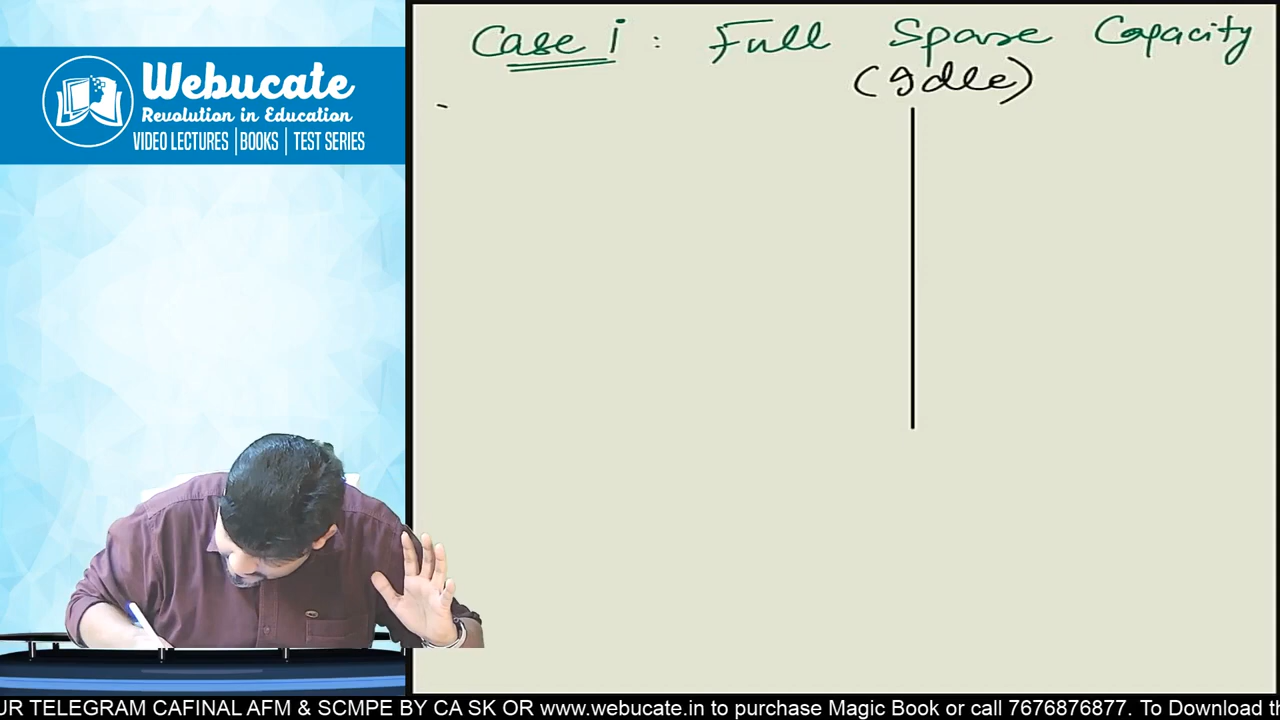 Webucate
Revolution in Education
VIDEO LECTURES | BOOKS | TEST SERIES
Case i : Full Spare Capacity
(Idle)
UR TELEGRAM CAFINAL AFM & SCMPE BY CA SK OR www.webucate.in to purchase Magic Book or call 7676876877. To Download th